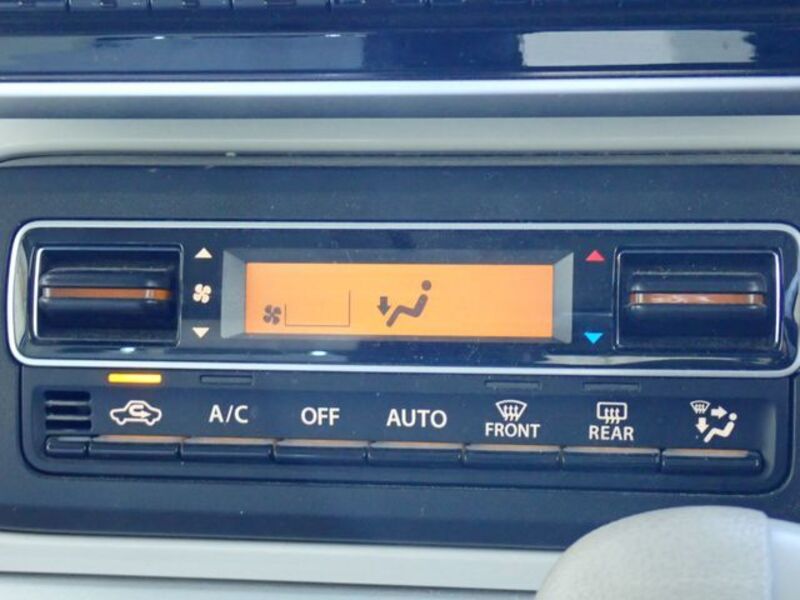 A/C OFF AUTO FRONT REAR